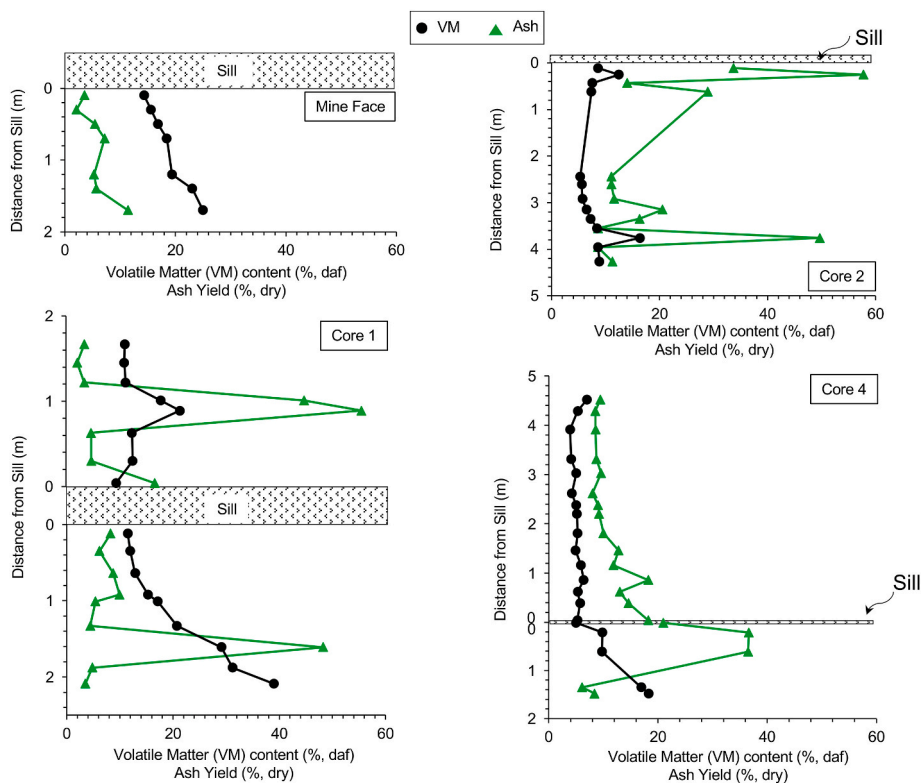 VM Ash
Sill
Mine Face
Distance from Sill (m)
0
1
2
0 20 40 60
Volatile Matter (VM) content (%, daf)
Ash Yield (%, dry)
Sill
Core 2
Distance from Sill (m)
0
1
2
3
4
5
0 20 40 60
Volatile Matter (VM) content (%, daf)
Ash Yield (%, dry)
Core 1
Distance from Sill (m)
2
1
0
Sill
0
1
2
0 10 20 30 40 50 60
Volatile Matter (VM) content (%, daf)
Ash Yield (%, dry)
Core 4
Distance from Sill (m)
5
4
3
2
1
0
Sill
0
1
2
0 20 40 60
Volatile Matter (VM) content (%, daf)
Ash Yield (%, dry)